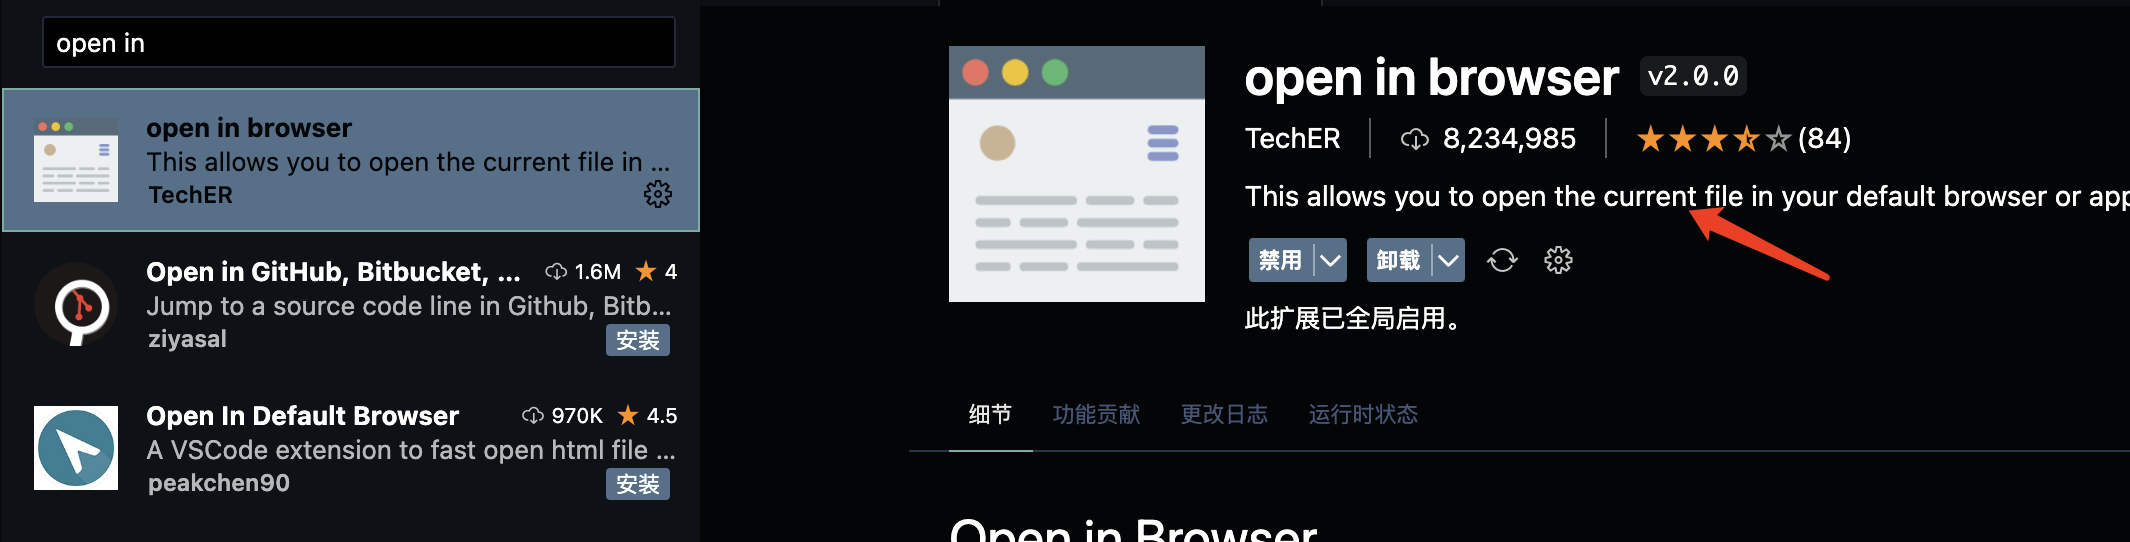 open in
open in browser
This allows you to open the current file in ...
TechER
Open in GitHub, Bitbucket, ... 1.6M 4
Jump to a source code line in Github, Bitb...
ziyasal
安装
Open In Default Browser 970K 4.5
A VSCode extension to fast open html file ...
peakchen90
安装
open in browser v2.0.0
TechER 8,234,985 (84)
This allows you to open the current file in your default browser or app
禁用 卸载
此扩展已全局启用。
细节 功能贡献 更改日志 运行时状态
Open in Browser